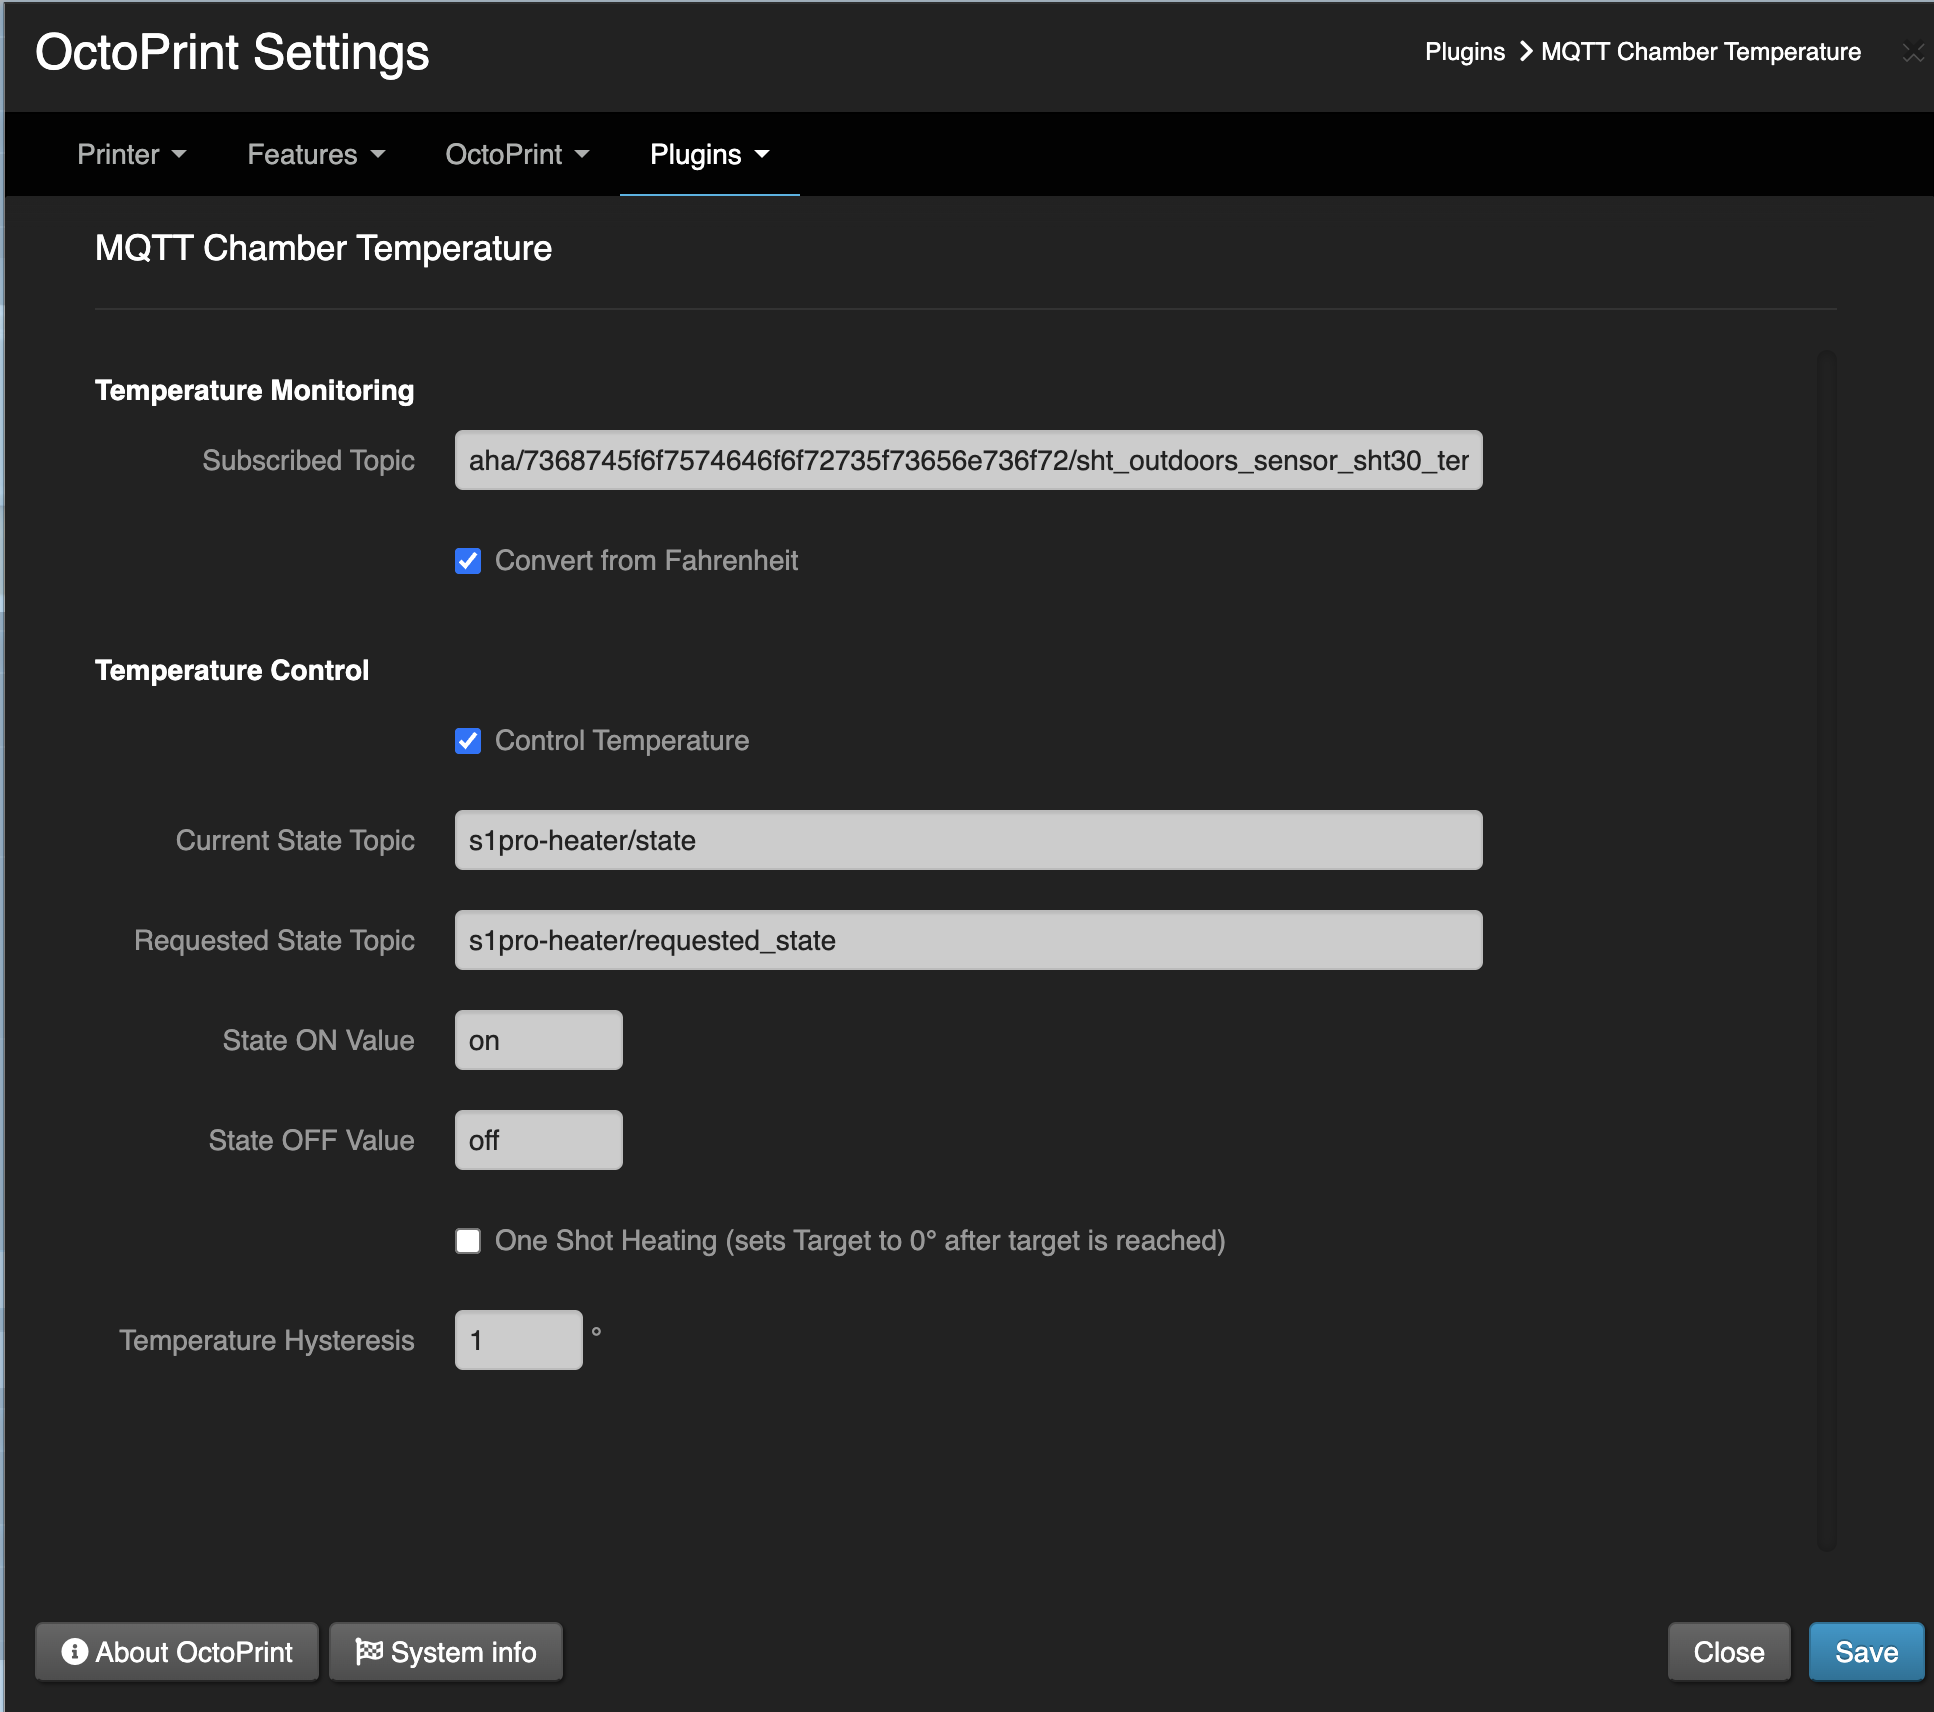 OctoPrint Settings
Plugins > MQTT Chamber Temperature
Printer
Features
OctoPrint
Plugins
MQTT Chamber Temperature
Temperature Monitoring
Subscribed Topic
aha/7368745f6f7574646f6f72735f73656e736f72/sht_outdoors_sensor_sht30_ter
Convert from Fahrenheit
Temperature Control
Control Temperature
Current State Topic
s1pro-heater/state
Requested State Topic
s1pro-heater/requested_state
State ON Value
on
State OFF Value
off
One Shot Heating (sets Target to 0° after target is reached)
Temperature Hysteresis
1 °
About OctoPrint
System info
Close
Save